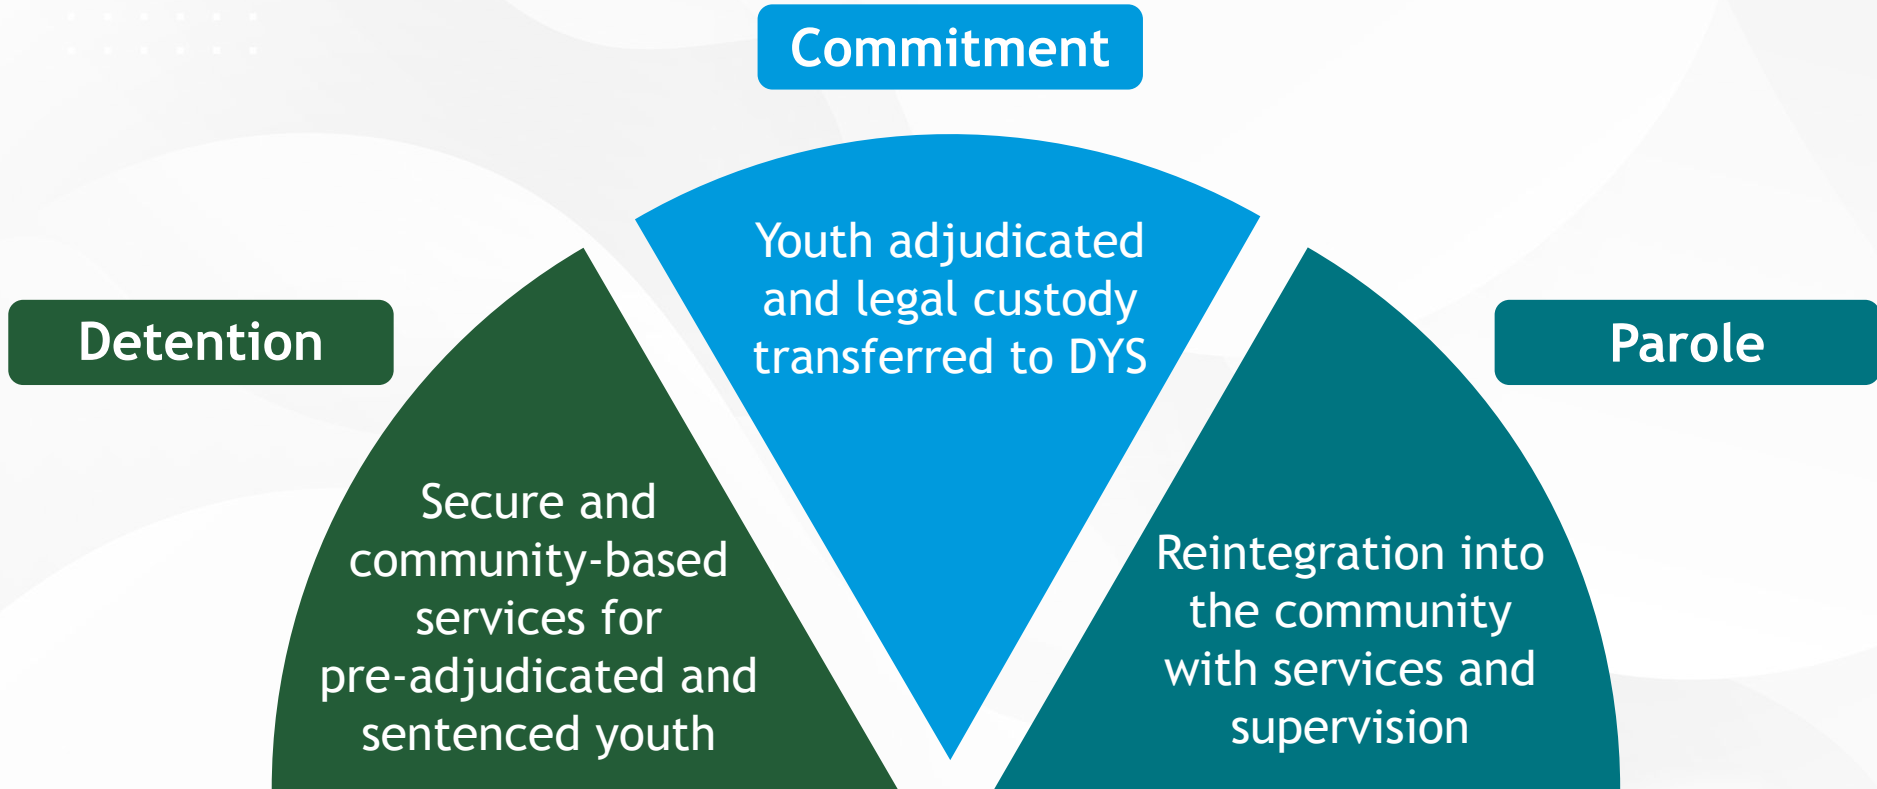 Commitment
Youth adjudicated
and legal custody
transferred to DYS
Detention
Secure and
community-based
services for
pre-adjudicated and
sentenced youth
Parole
Reintegration into
the community
with services and
supervision